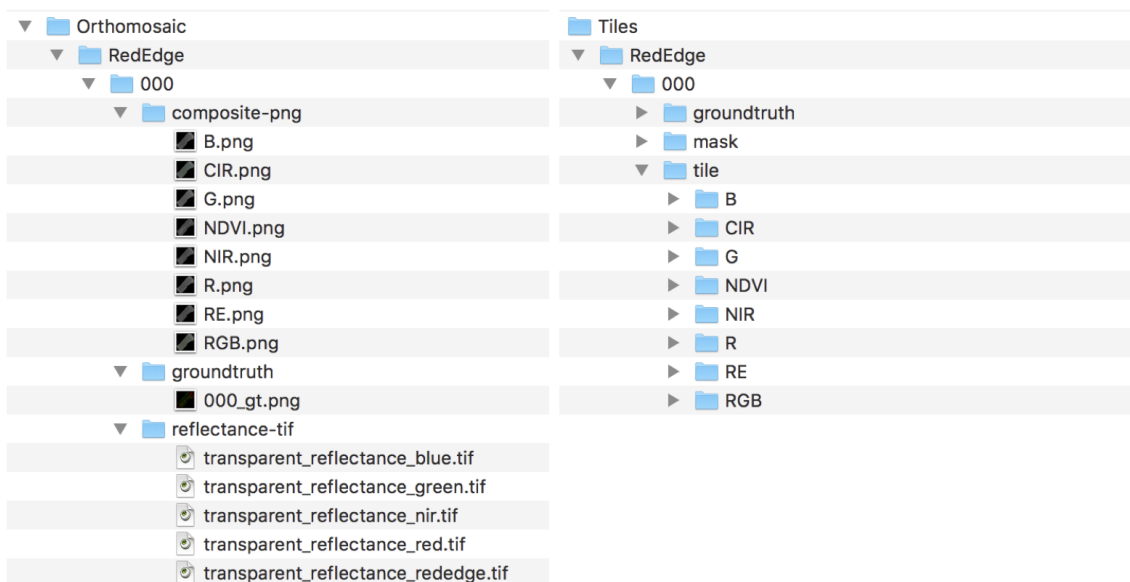 Orthomosaic
RedEdge
000
composite-png
B.png
CIR.png
G.png
NDVI.png
NIR.png
R.png
RE.png
RGB.png
groundtruth
000_gt.png
reflectance-tif
transparent_reflectance_blue.tif
transparent_reflectance_green.tif
transparent_reflectance_nir.tif
transparent_reflectance_red.tif
transparent_reflectance_rededge.tif
Tiles
RedEdge
000
groundtruth
mask
tile
B
CIR
G
NDVI
NIR
R
RE
RGB